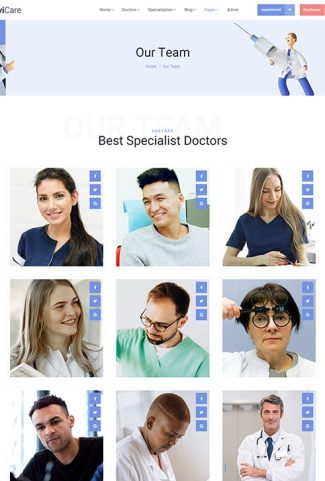 Care
Home Doctors Specialization Blog Pages Admin
Appointment
Dashboard
Our Team
Home Our Team
OUR TEAM
DOCTORS
Best Specialist Doctors